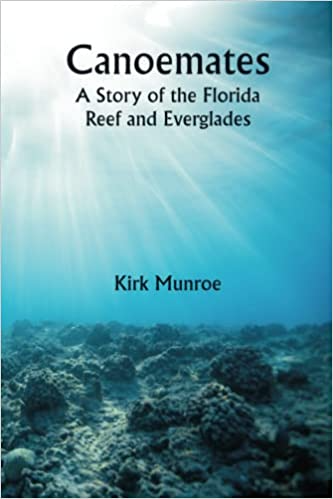 Canoemates
A Story of the Florida
Reef and Everglades
Kirk Munroe